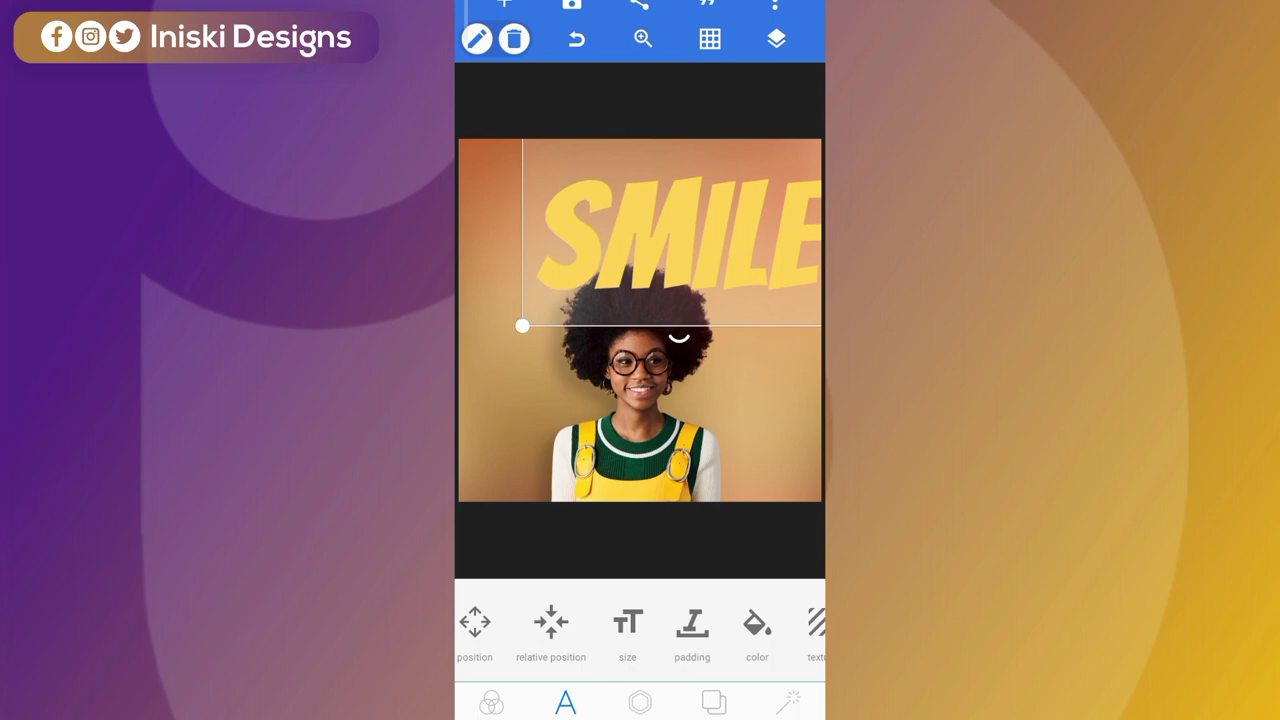 Iniski Designs
SMILE
position
relative position
size
padding
color